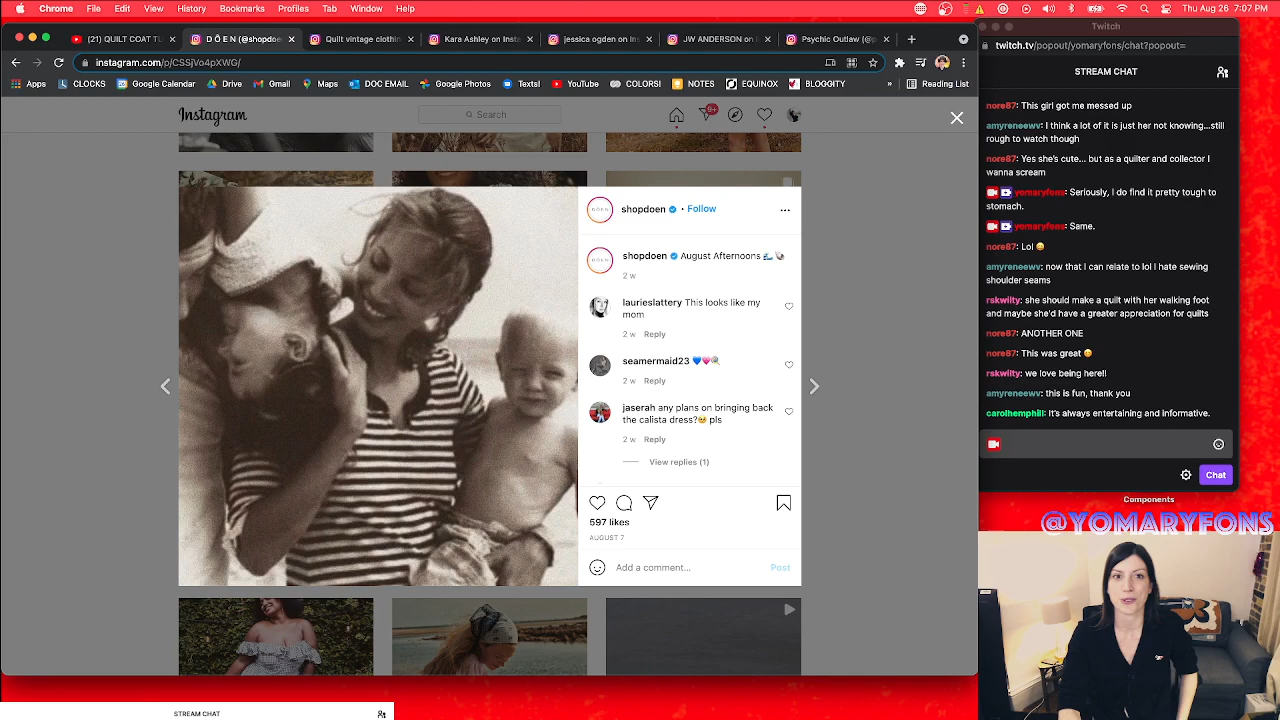 Chrome File Edit View History Bookmarks Profiles Tab Window Help
Thu Aug 26 7:07 PM
(21) QUILT COAT TU
D Ö E N (@shopdoe
Quilt vintage clothin
Kara Ashley on Insta
jessica ogden on Ins
JW ANDERSON on I
Psychic Outlaw (@p
instagram.com/p/CSSjVo4pXWG/
Apps CLOCKS Google Calendar Gmail Maps DOC EMAIL Google Photos Texts! YouTube COLORS! NOTES EQUINOX BLOGGITY » Reading List
Instagram
Search
9+
shopdoen • Follow
DÔEN
shopdoen August Afternoons
2 w
laurieslattery This looks like my
mom
2 w Reply
seamermaid23
2 w Reply
jaserah any plans on bringing back
the calista dress? pls
2 w Reply
View replies (1)
597 likes
AUGUST 7
Add a comment... Post
Twitch
twitch.tv/popout/yomaryfons/chat?popout=
STREAM CHAT
nore87: This girl got me messed up
amyreneewv: I think a lot of it is just her not knowing...still
rough to watch though
nore87: Yes she's cute... but as a quilter and collector I
wanna scream
yomaryfons: Seriously, I do find it pretty tough to
stomach.
yomaryfons: Same.
nore87: Lol
amyreneewv: now that I can relate to lol I hate sewing
shoulder seams
rskwilty: she should make a quilt with her walking foot
and maybe she'd have a greater appreciation for quilts
nore87: ANOTHER ONE
nore87: This was great
rskwilty: we love being here!!
amyreneewv: this is fun, thank you
carolhemphill: It's always entertaining and informative.
Chat
Components
@YOMARYFONS
STREAM CHAT